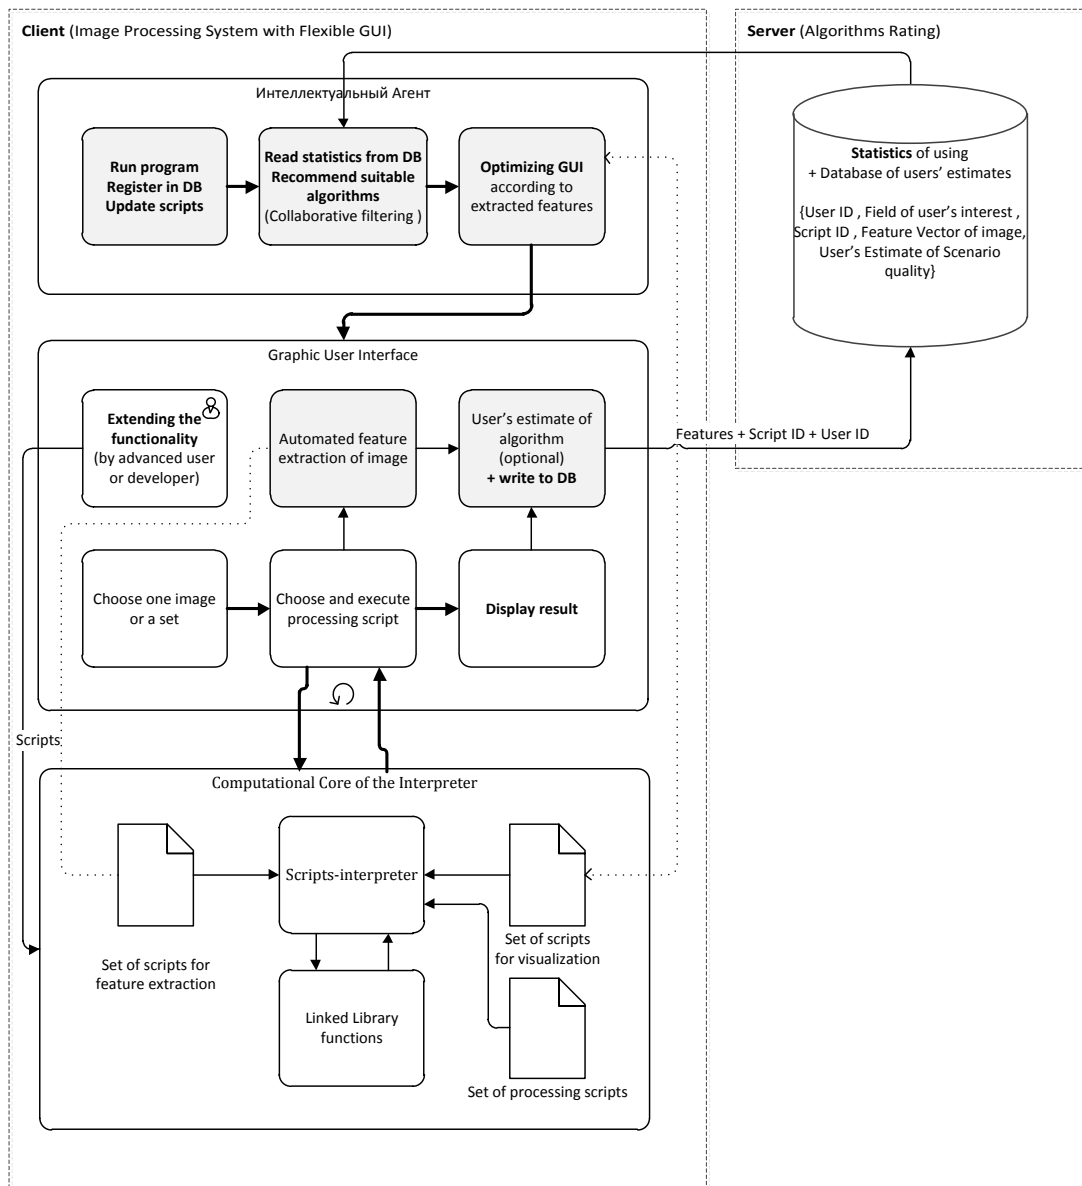 Client (Image Processing System with Flexible GUI)
Server (Algorithms Rating)
Интеллектуальный Агент
Run program
Register in DB
Update scripts
Read statistics from DB
Recommend suitable
algorithms
(Collaborative filtering )
Optimizing GUI
according to
extracted features
Statistics of using
+ Database of users’ estimates
{User ID , Field of user’s interest ,
Script ID , Feature Vector of image,
User’s Estimate of Scenario
quality}
Graphic User Interface
Extending the
functionality
(by advanced user
or developer)
Automated feature
extraction of image
User’s estimate of
algorithm
(optional)
+ write to DB
Features + Script ID + User ID
Choose one image
or a set
Choose and execute
processing script
Display result
Scripts
Computational Core of the Interpreter
Scripts-interpreter
Set of scripts for
feature extraction
Set of scripts
for visualization
Linked Library
functions
Set of processing scripts